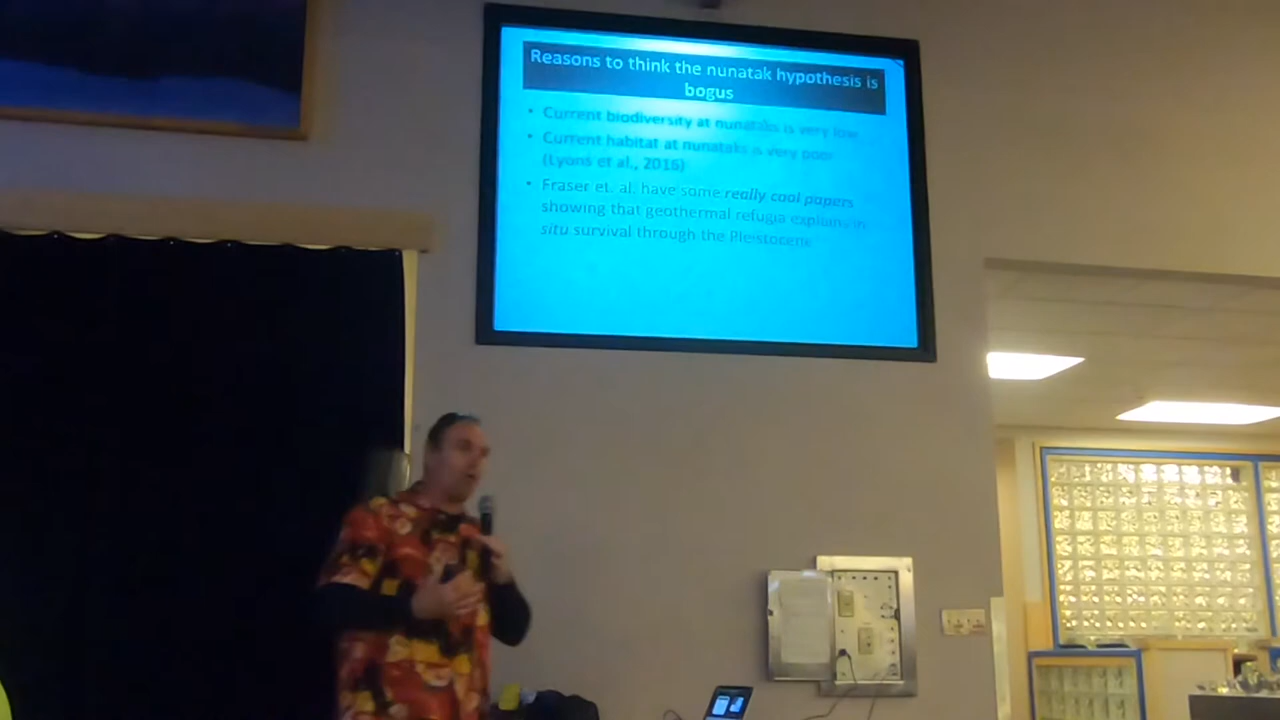 Reasons to think the nunatak hypothesis is
bogus
• Current biodiversity at nunataks is very low
• Current habitat at nunataks is very poor
(Lyons et al., 2016)
• Fraser et. al. have some really cool papers
showing that geothermal refugia explains in
situ survival through the Pleistocene